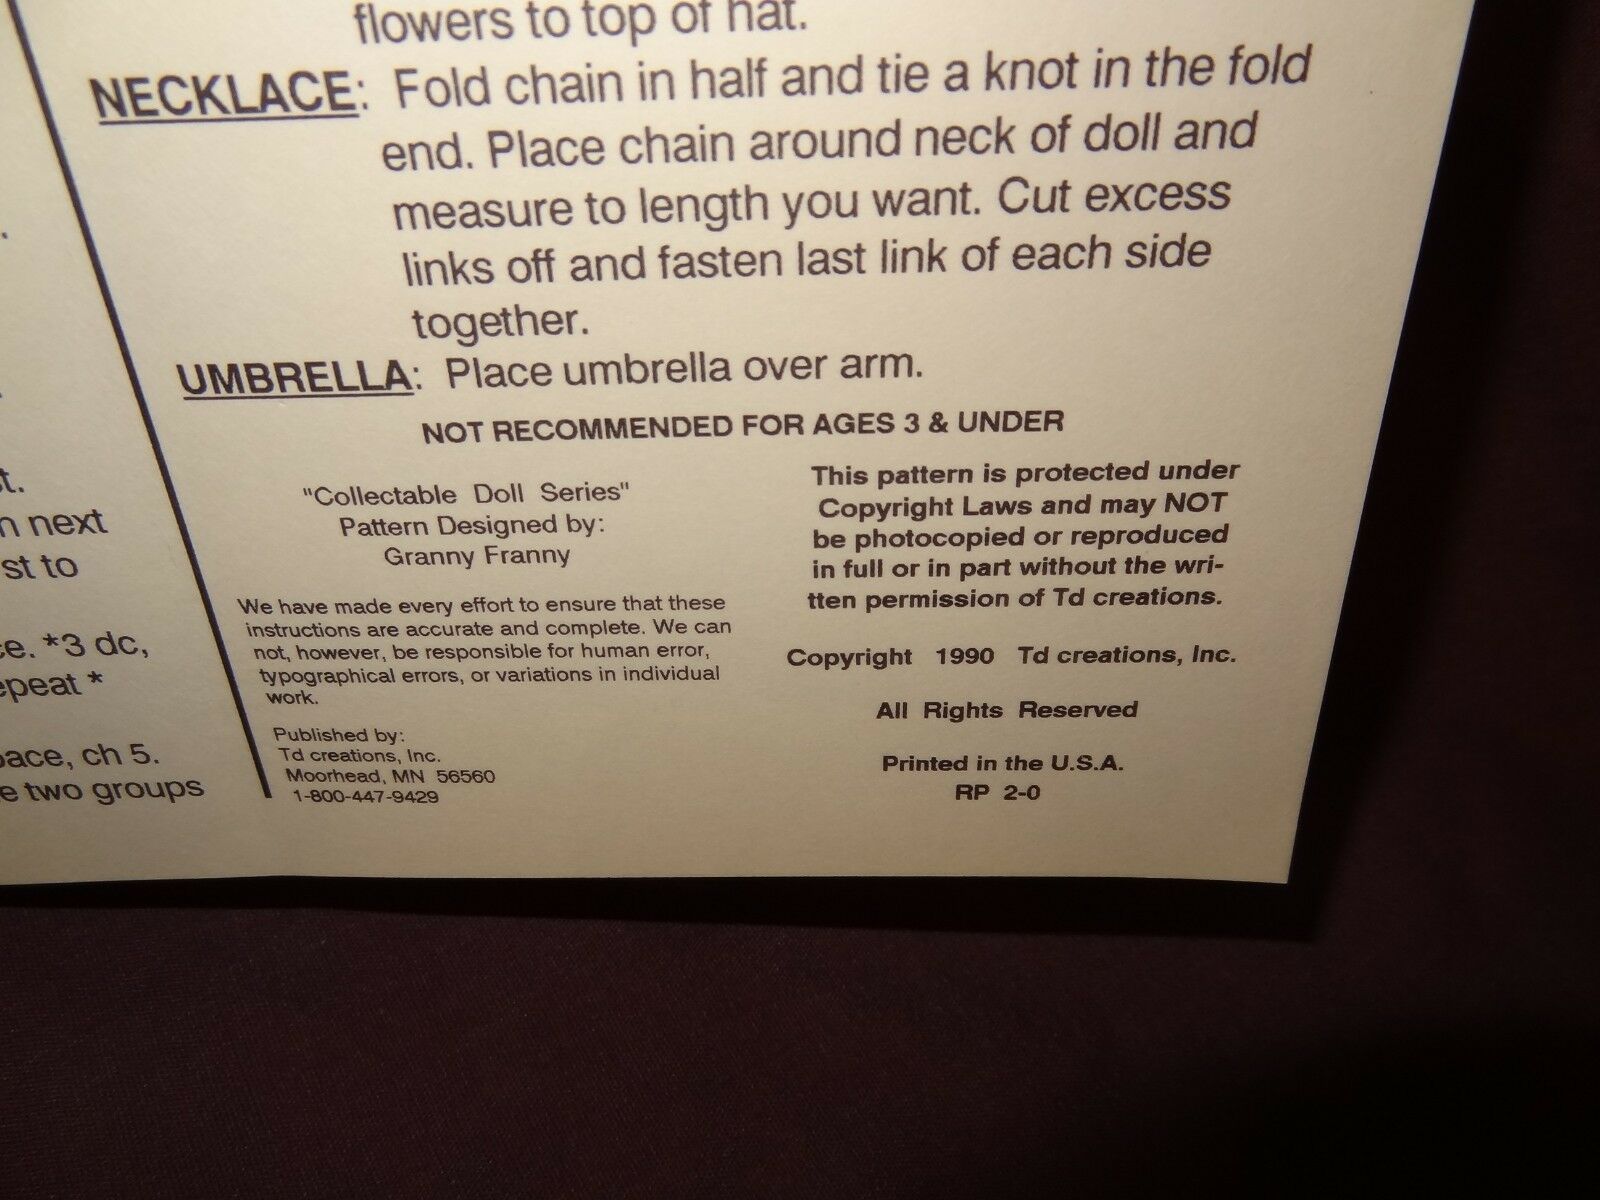 .
t.
n next
st to
e. *3 dc,
epeat *
pace, ch 5.
e two groups
flowers to top of hat.
NECKLACE: Fold chain in half and tie a knot in the fold
end. Place chain around neck of doll and
measure to length you want. Cut excess
links off and fasten last link of each side
together.
UMBRELLA: Place umbrella over arm.
NOT RECOMMENDED FOR AGES 3 & UNDER
"Collectable Doll Series"
Pattern Designed by:
Granny Franny
We have made every effort to ensure that these
instructions are accurate and complete. We can
not, however, be responsible for human error,
typographical errors, or variations in individual
work.
Published by:
Td creations, Inc.
Moorhead, MN 56560
1-800-447-9429
This pattern is protected under
Copyright Laws and may NOT
be photocopied or reproduced
in full or in part without the wri-
tten permission of Td creations.
Copyright 1990 Td creations, Inc.
All Rights Reserved
Printed in the U.S.A.
RP 2-0